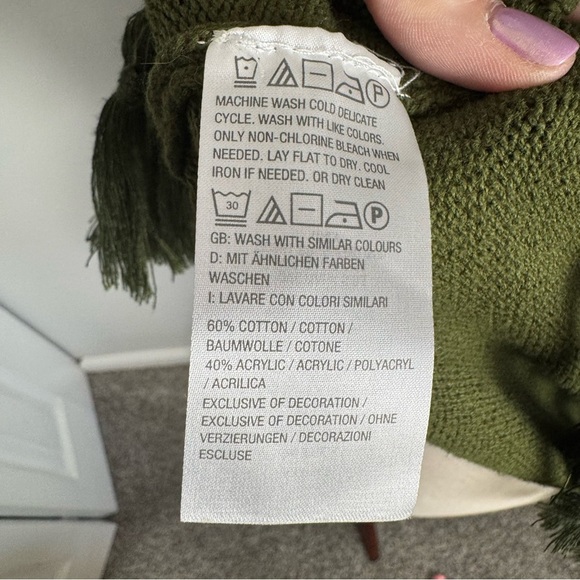 P
MACHINE WASH COLD DELICATE
CYCLE. WASH WITH LIKE COLORS.
ONLY NON-CHLORINE BLEACH WHEN
NEEDED. LAY FLAT TO DRY. COOL
IRON IF NEEDED. OR DRY CLEAN
30 P
GB: WASH WITH SIMILAR COLOURS
D: MIT ÄHNLICHEN FARBEN
WASCHEN
I: LAVARE CON COLORI SIMILARI
60% COTTON / COTTON /
BAUMWOLLE / COTONE
40% ACRYLIC / ACRYLIC / POLYACRYL
/ ACRILICA
EXCLUSIVE OF DECORATION /
EXCLUSIVE OF DECORATION / OHNE
VERZIERUNGEN / DECORAZIONI
ESCLUSE